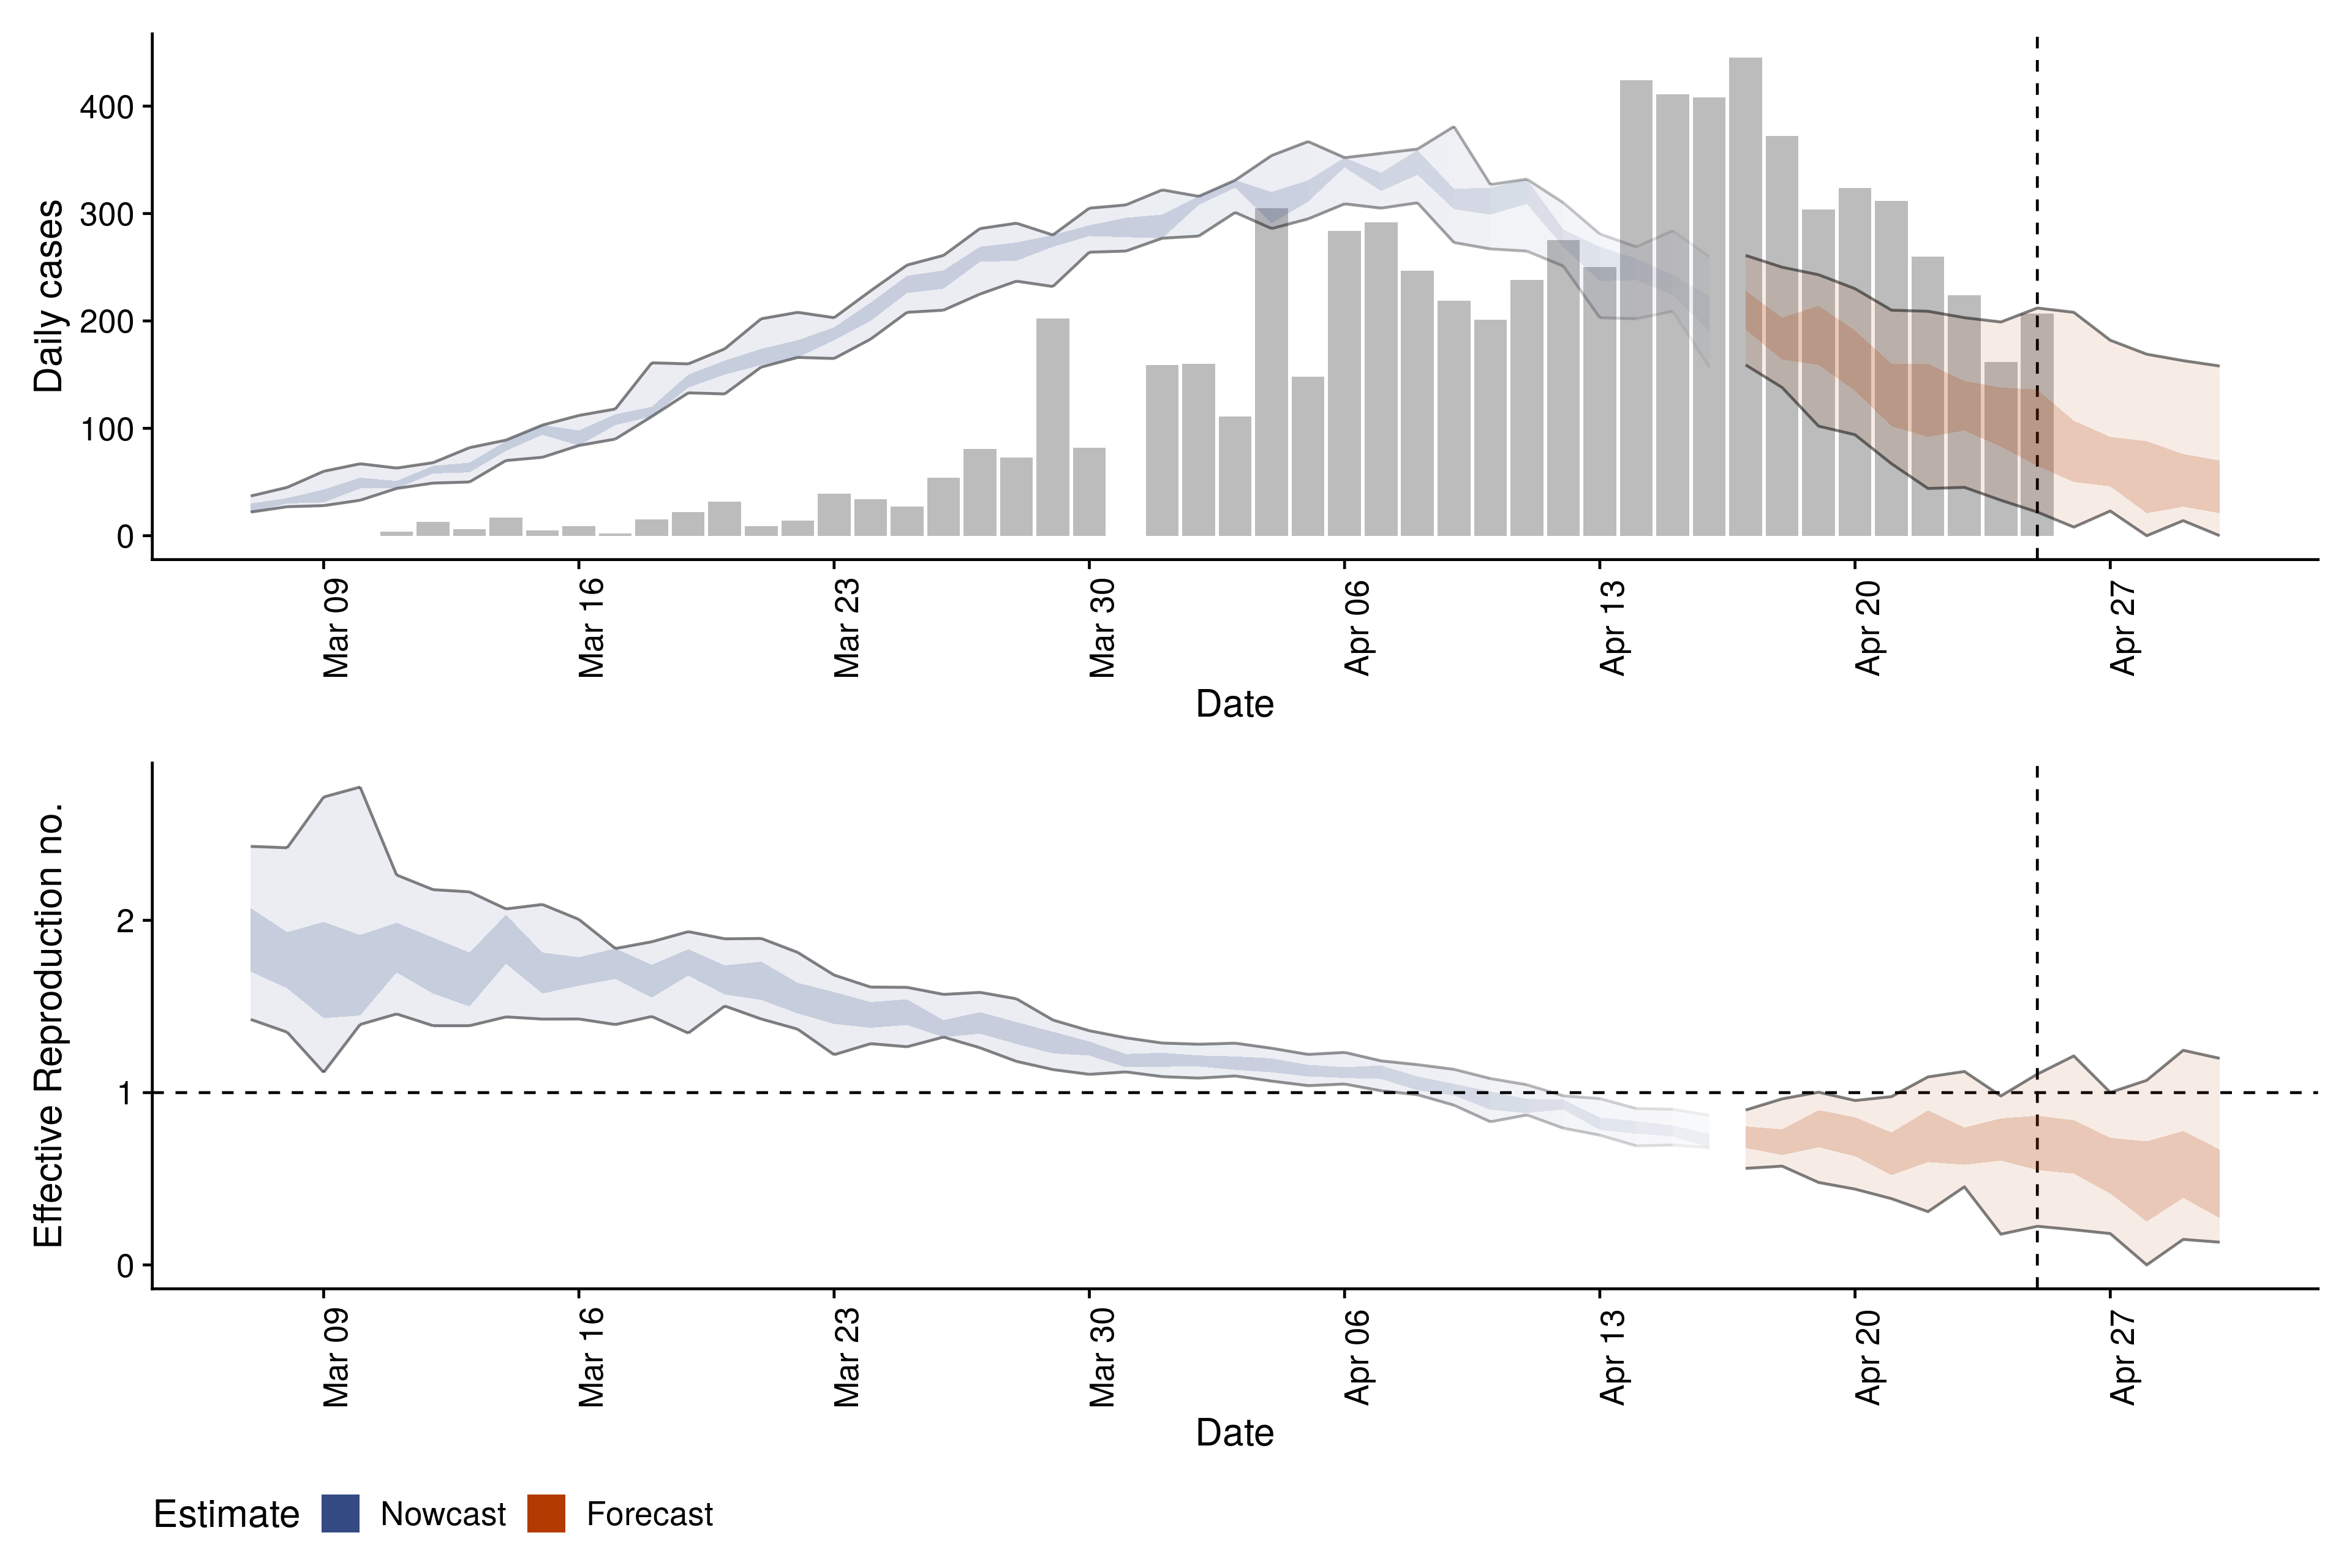 Daily cases
400
300
200
100
0
Mar 09
Mar 16
Mar 23
Mar 30
Apr 06
Apr 13
Apr 20
Apr 27
Date
Effective Reproduction no.
2
1
0
Mar 09
Mar 16
Mar 23
Mar 30
Apr 06
Apr 13
Apr 20
Apr 27
Date
Estimate Nowcast Forecast